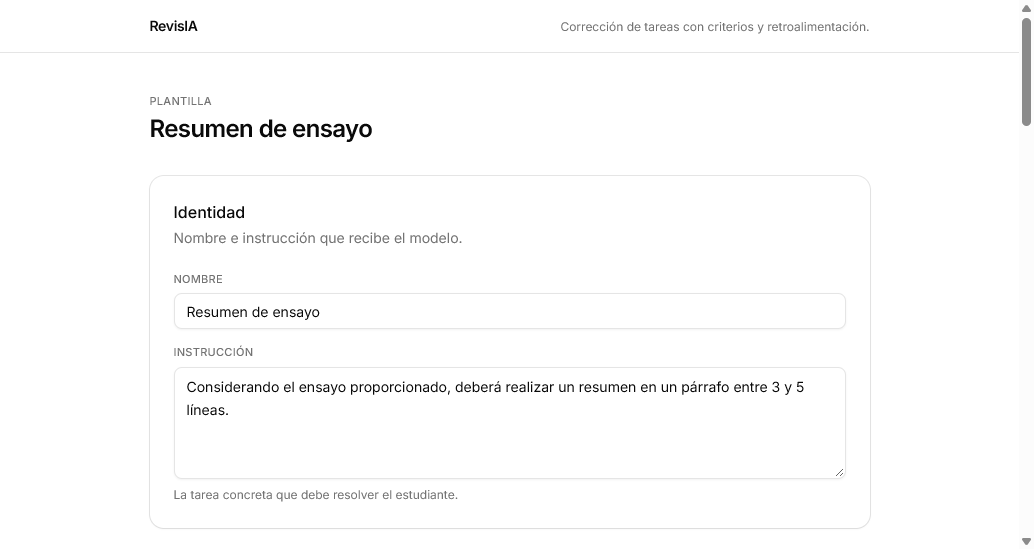 RevisIA
Corrección de tareas con criterios y retroalimentación.
PLANTILLA
Resumen de ensayo
Identidad
Nombre e instrucción que recibe el modelo.
NOMBRE
Resumen de ensayo
INSTRUCCIÓN
Considerando el ensayo proporcionado, deberá realizar un resumen en un párrafo entre 3 y 5
líneas.
La tarea concreta que debe resolver el estudiante.